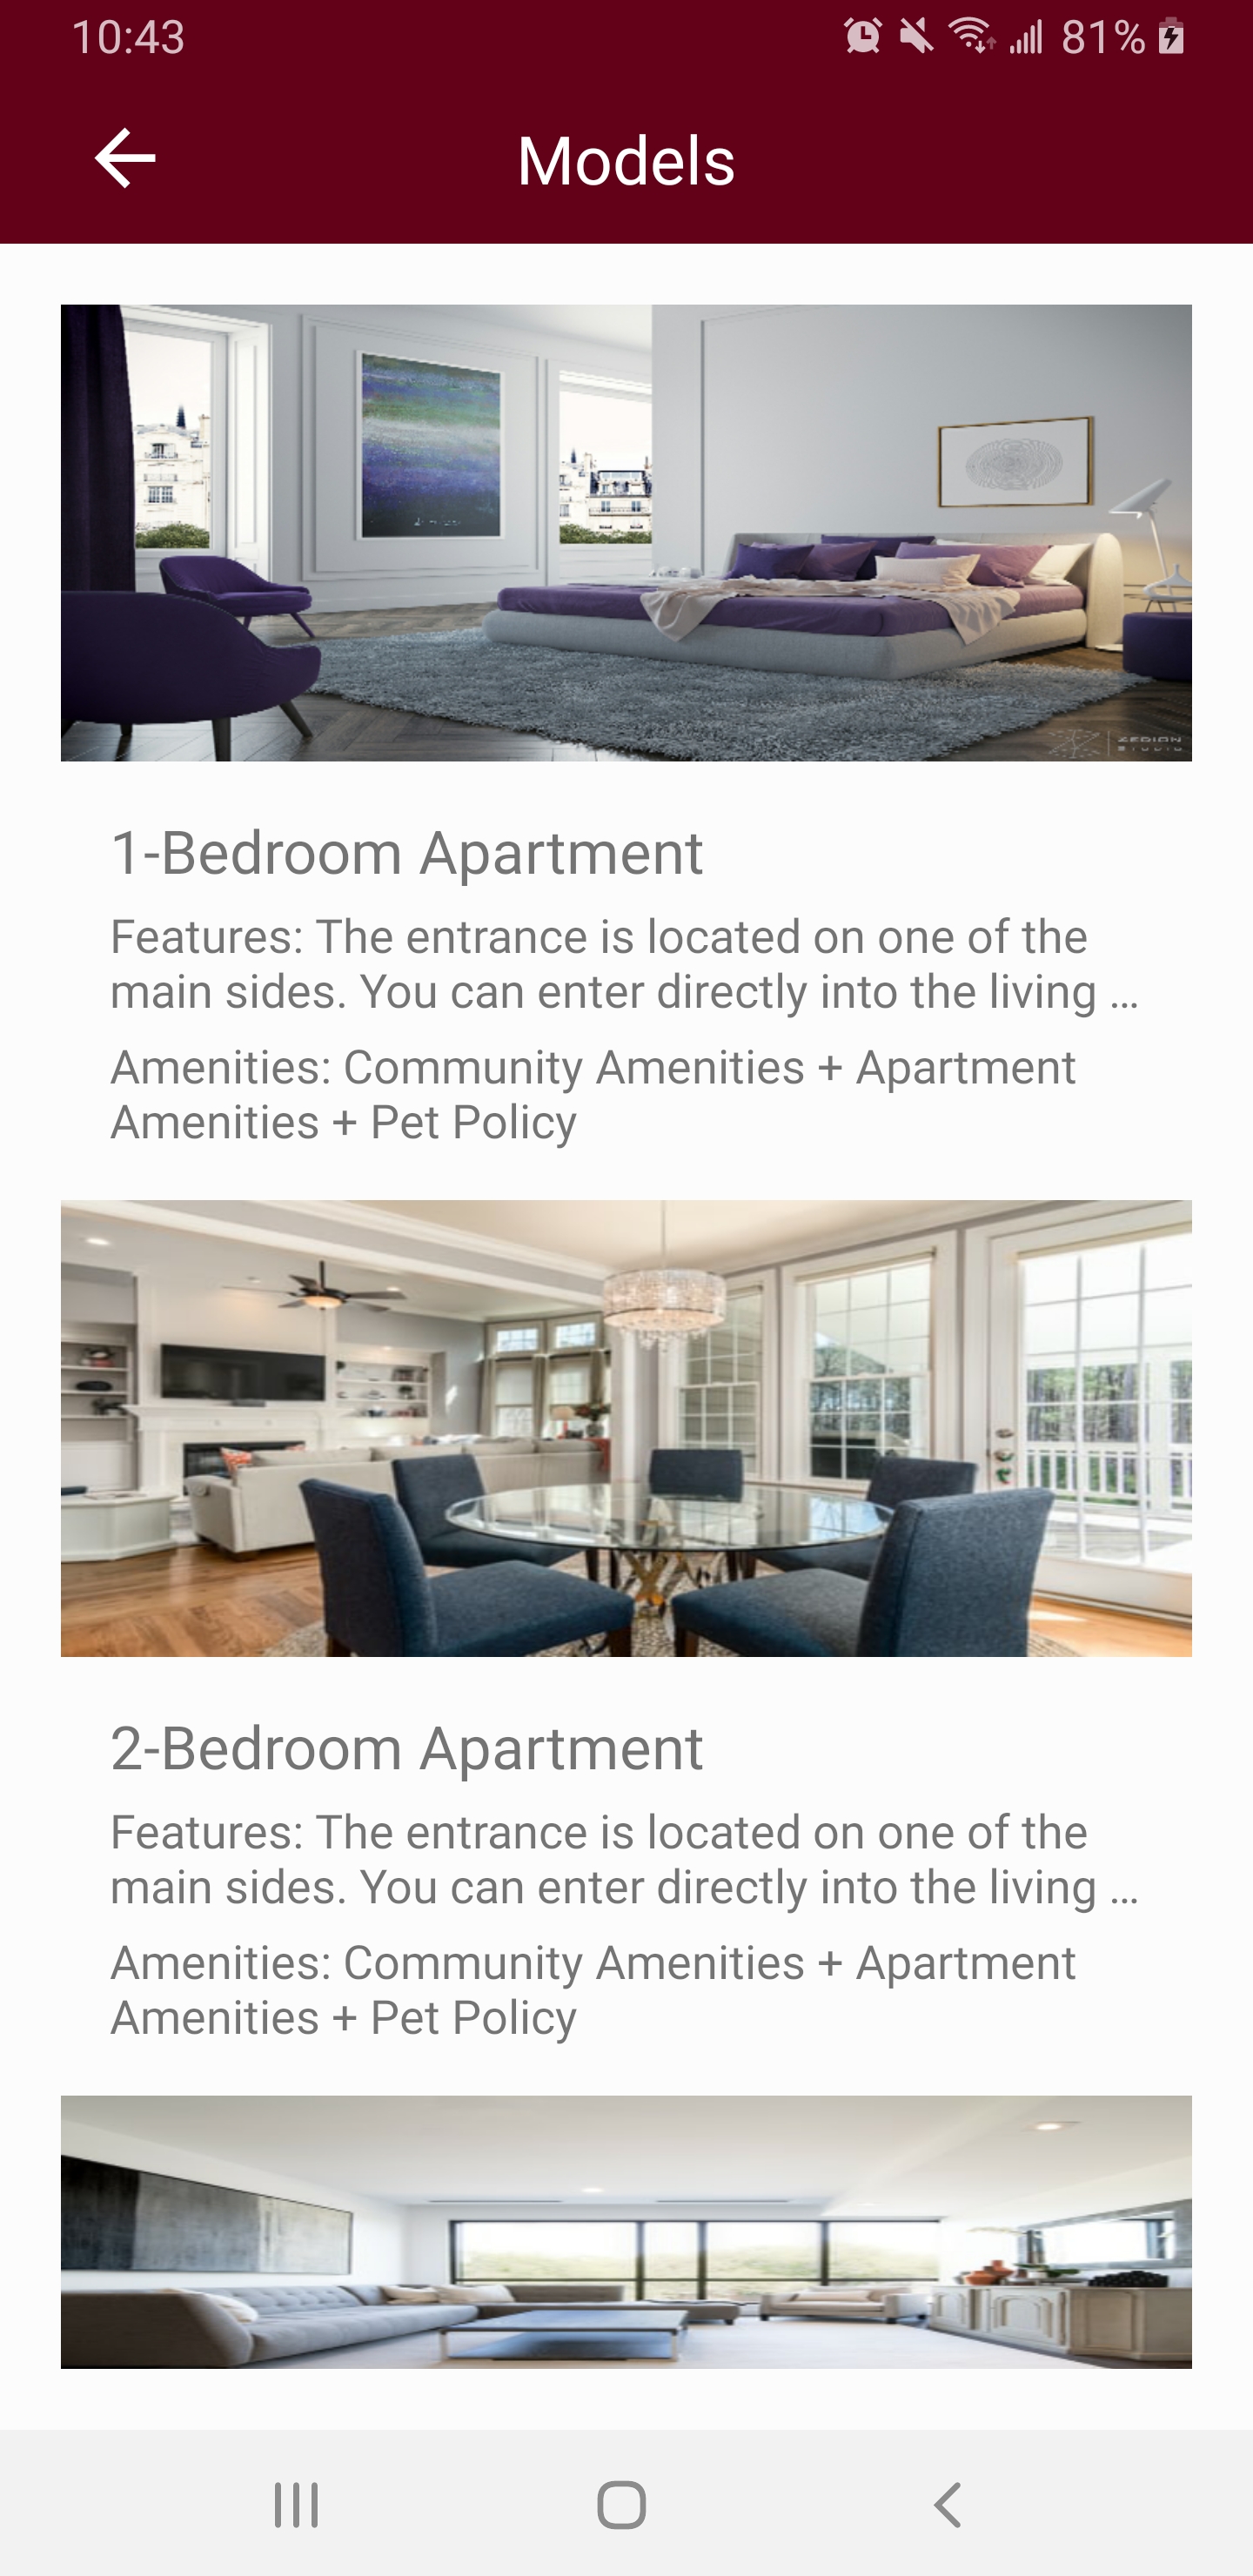 10:43
81%
Models
ZEDION
STUDIO
1-Bedroom Apartment
Features: The entrance is located on one of the
main sides. You can enter directly into the living ...
Amenities: Community Amenities + Apartment
Amenities + Pet Policy
2-Bedroom Apartment
Features: The entrance is located on one of the
main sides. You can enter directly into the living ...
Amenities: Community Amenities + Apartment
Amenities + Pet Policy